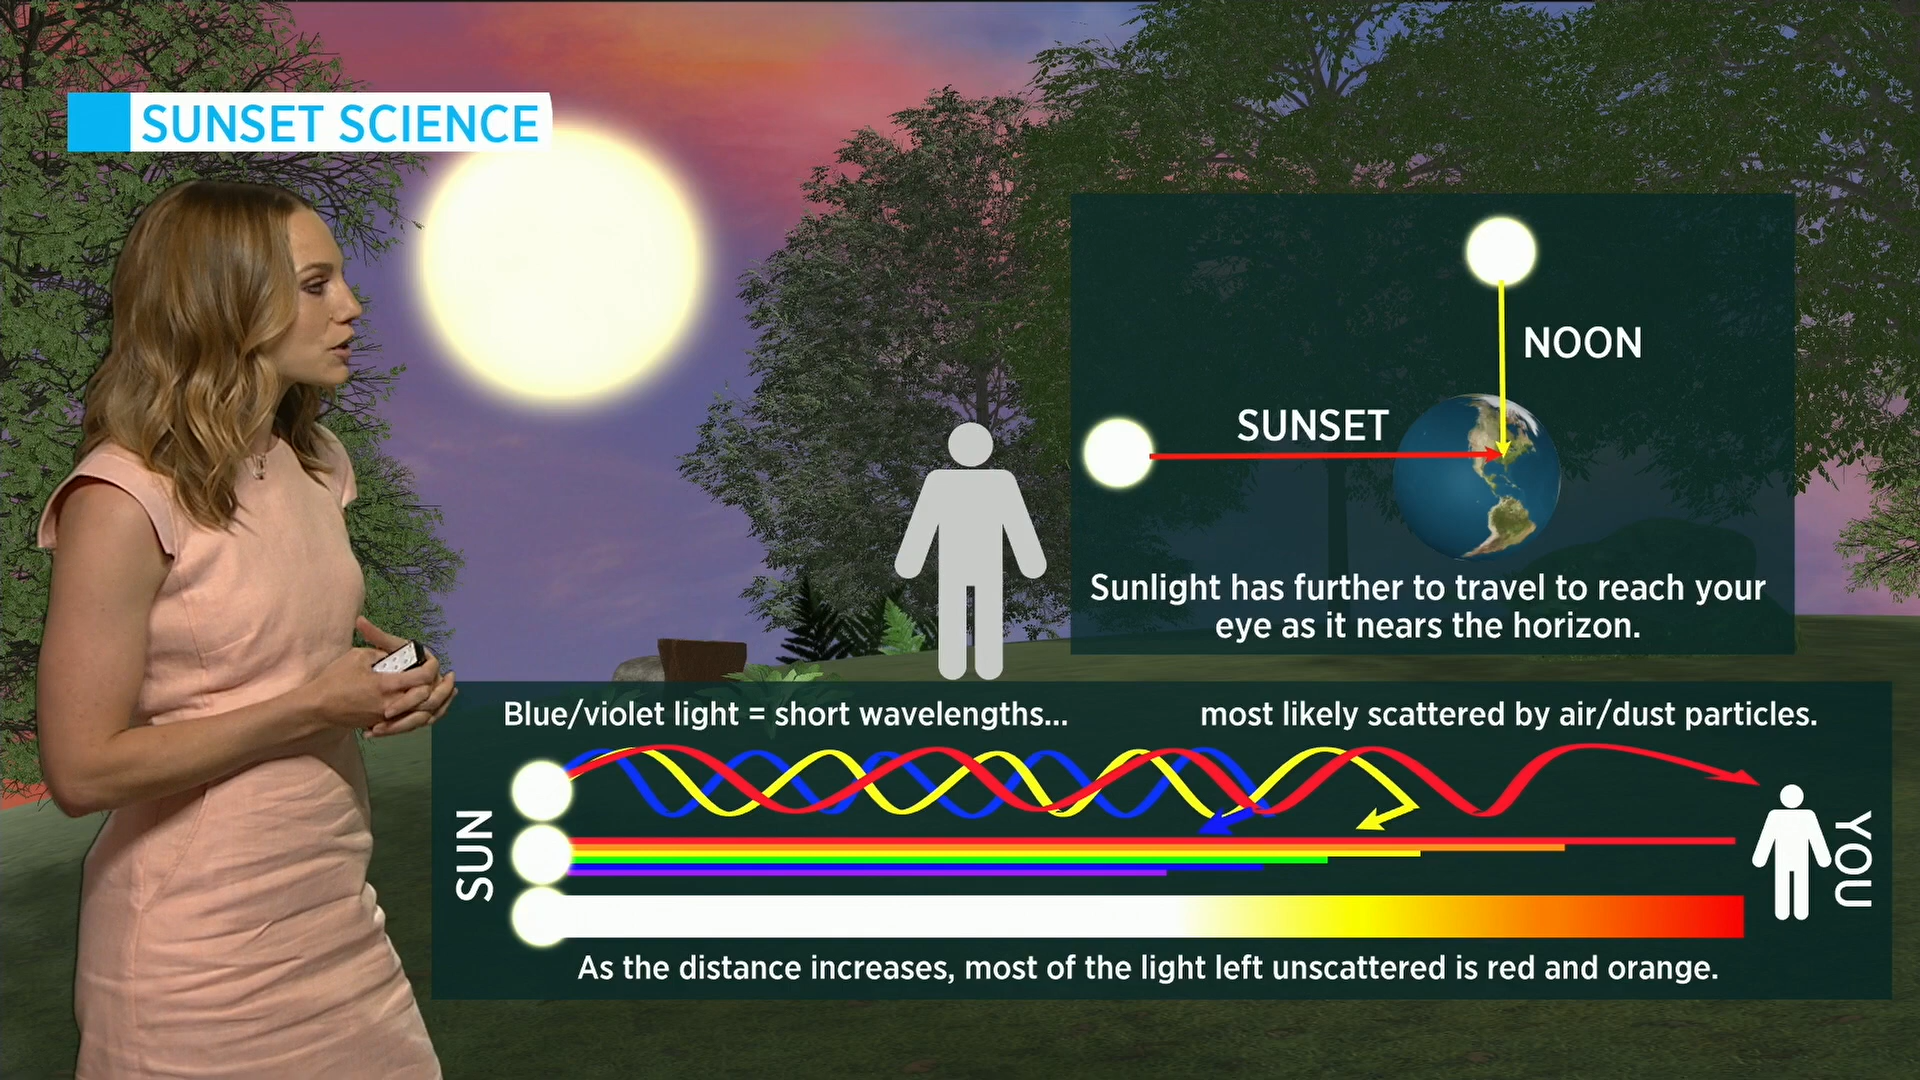 SUNSET SCIENCE
NOON
SUNSET
Sunlight has further to travel to reach your
eye as it nears the horizon.
Blue/violet light = short wavelengths...
most likely scattered by air/dust particles.
SUN
YOU
As the distance increases, most of the light left unscattered is red and orange.